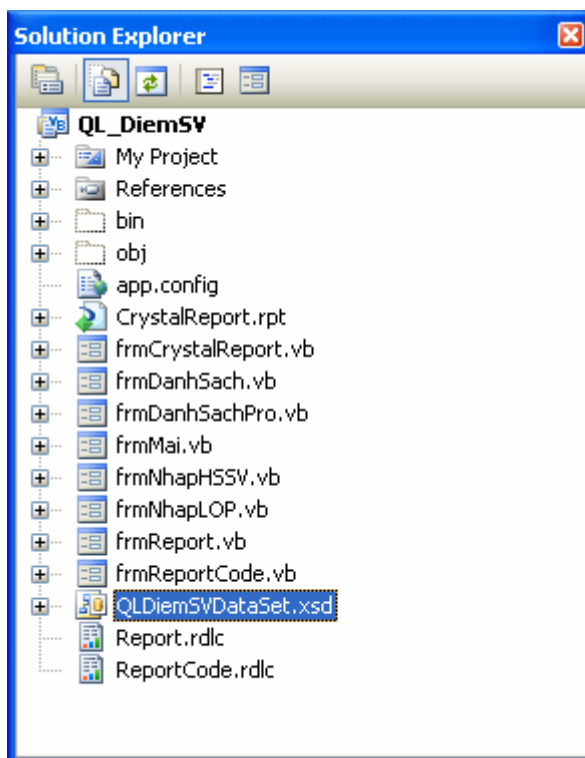 Solution Explorer
QL_DiemSV
My Project
References
bin
obj
app.config
CrystalReport.rpt
frmCrystalReport.vb
frmDanhSach.vb
frmDanhSachPro.vb
frmMai.vb
frmNhapHSSV.vb
frmNhapLOP.vb
frmReport.vb
frmReportCode.vb
QLDiemSVDataSet.xsd
Report.rdlc
ReportCode.rdlc